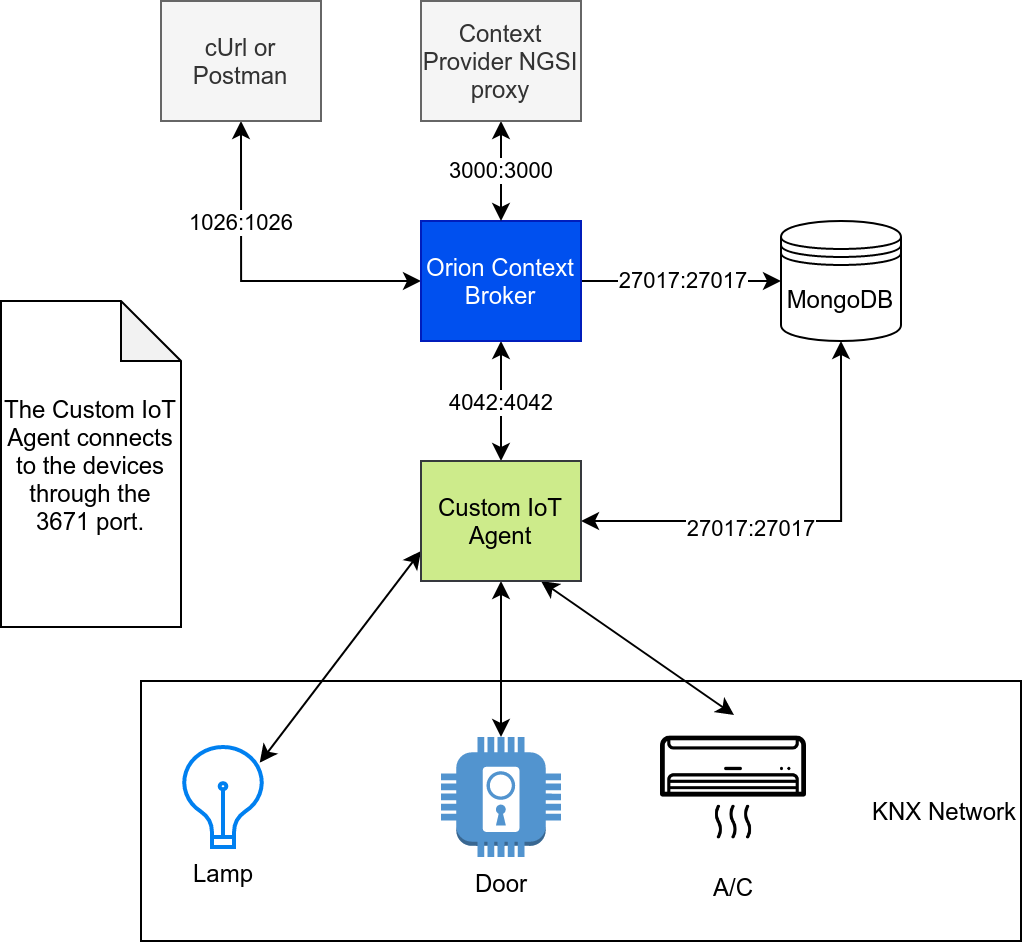 cUrl or
Postman
Context
Provider NGSI
proxy
3000:3000
1026:1026
Orion Context
Broker
27017:27017
MongoDB
4042:4042
The Custom IoT
Agent connects
to the devices
through the
3671 port.
Custom IoT
Agent
27017:27017
KNX Network
Lamp
Door
A/C